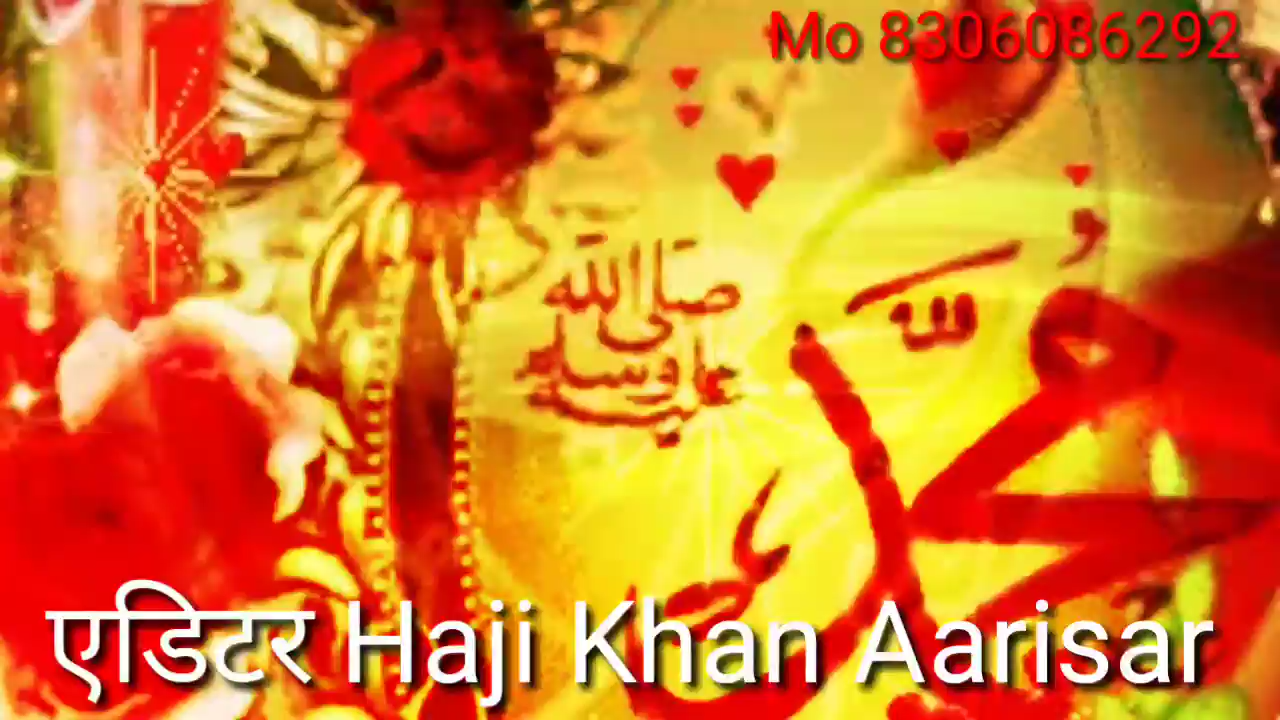 Mo 8306086292
صلى الله
عليه وسلم
محمد
एडिटर Haji Khan Aarisar